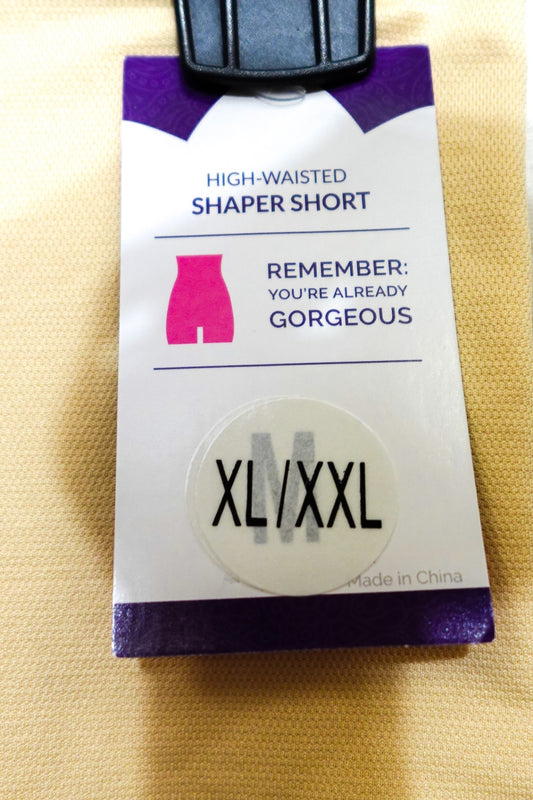 HIGH-WAISTED
SHAPER SHORT
REMEMBER:
YOU'RE ALREADY
GORGEOUS
M
XL/XXL
Made in China